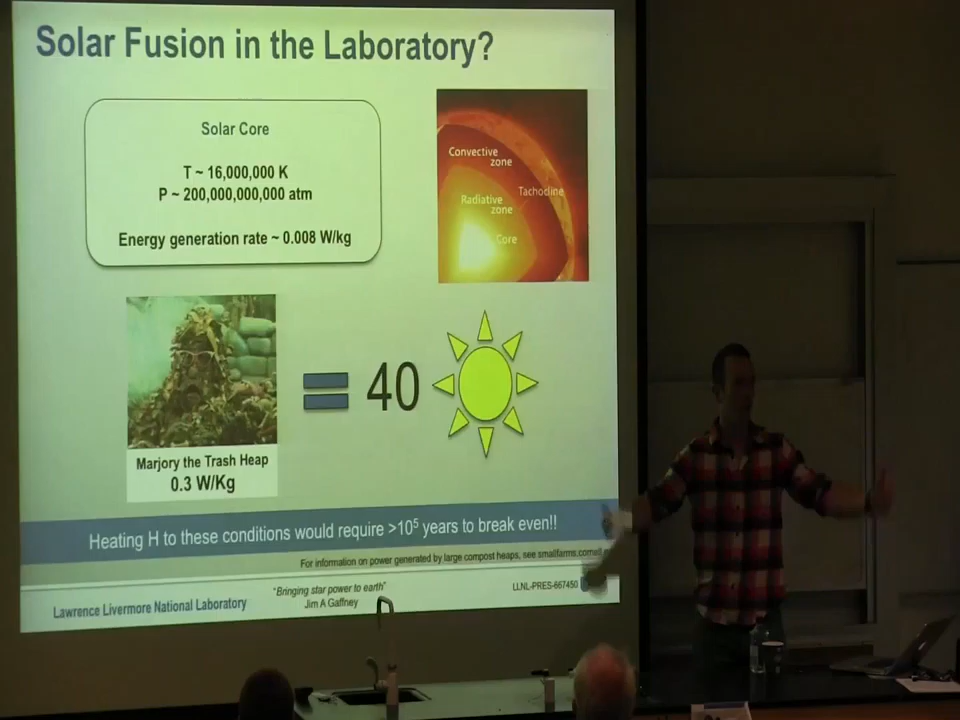 Solar Fusion in the Laboratory?
Solar Core
T ~ 16,000,000 K
P ~ 200,000,000,000 atm
Energy generation rate ~ 0.008 W/kg
Convective
zone
Tachocline
Radiative
zone
Core
= 40
Marjory the Trash Heap
0.3 W/Kg
Heating H to these conditions would require >10⁵ years to break even!!
For information on power generated by large compost heaps, see smallfarms.cornell
"Bringing star power to earth"
Jim A Gaffney
LLNL-PRES-667450
Lawrence Livermore National Laboratory